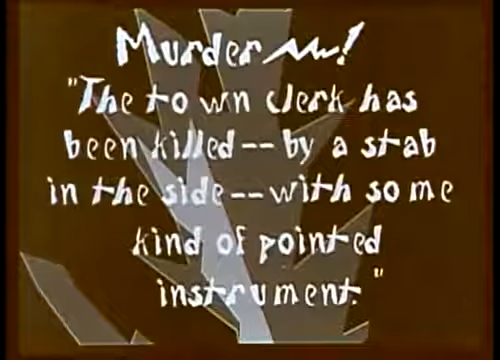 Murder!
"The town clerk has
been killed -- by a stab
in the side -- with some
kind of pointed
instrument."